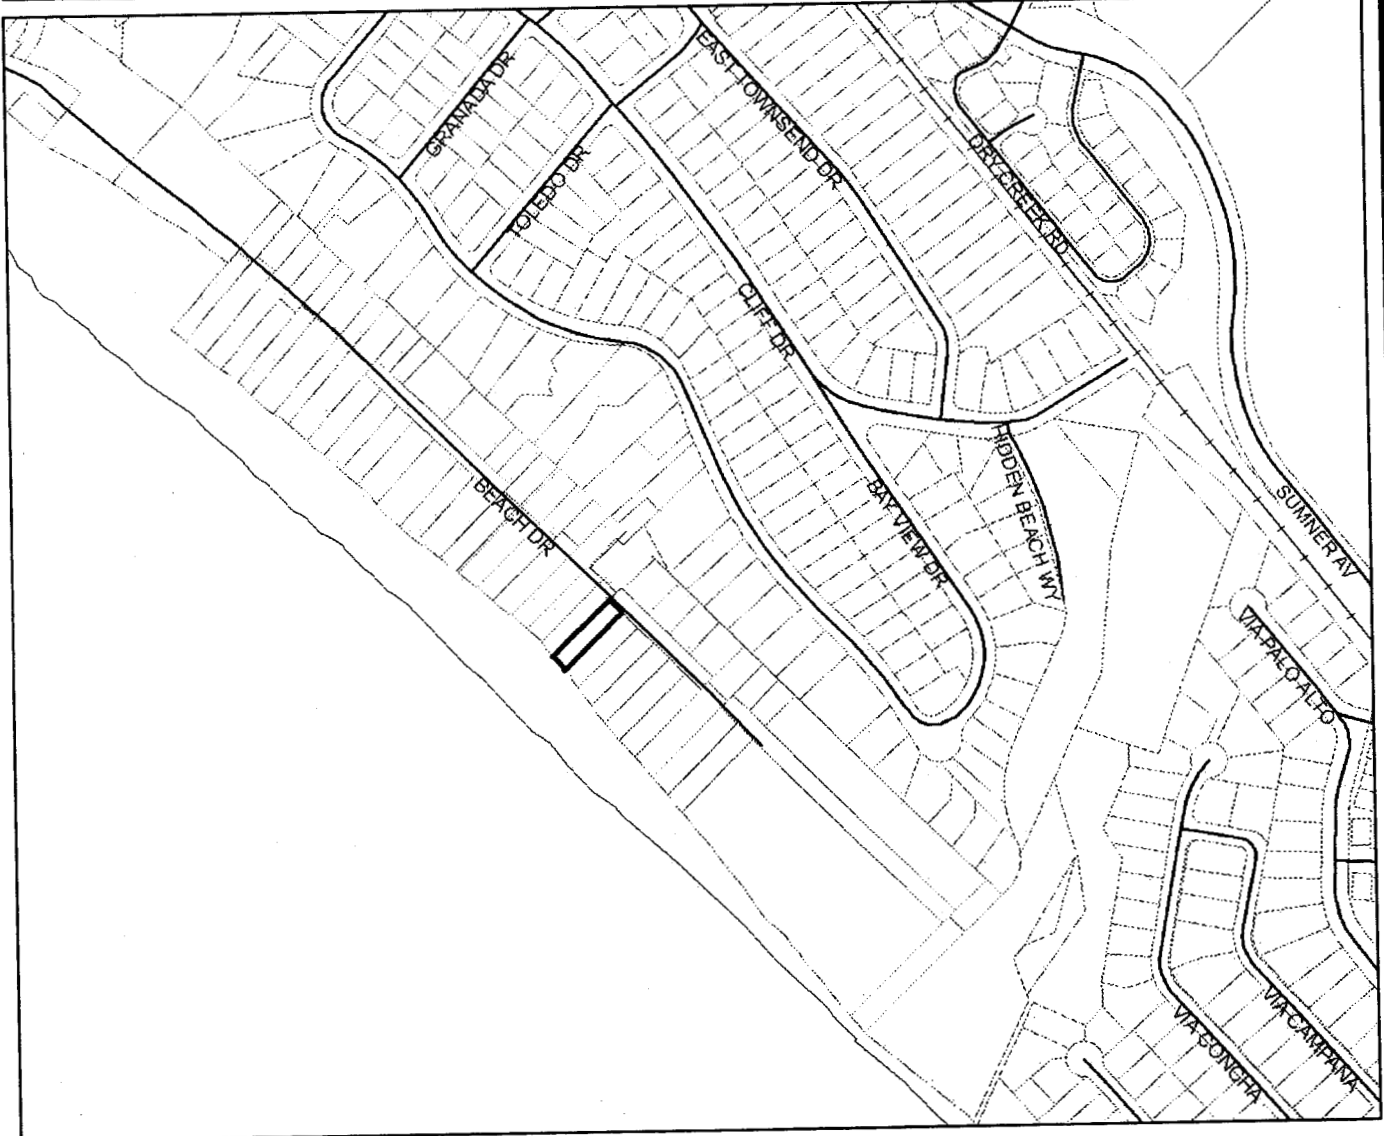 GRANADA DR
EAST TOWNSEND DR
TOLEDO DR
DRY CREEK RD
CLIFF DR
BEACH DR
BAY VIEW DR
HIDDEN BEACH WY
SUMNER AV
VIA PALO ALTO
VIA CONCHA
VIA CAMPANA